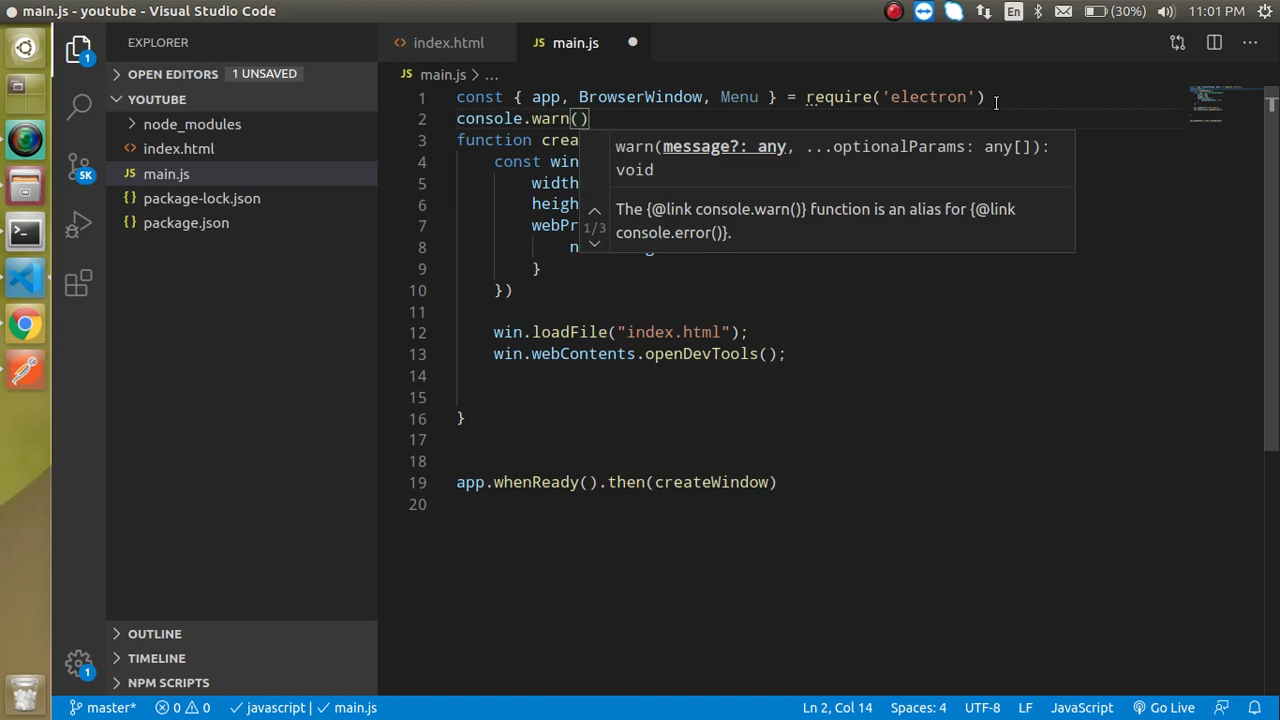 main.js - youtube - Visual Studio Code
En
(30%)
11:01 PM
EXPLORER
index.html
JS main.js
OPEN EDITORS 1 UNSAVED
YOUTUBE
node_modules
index.html
JS main.js
package-lock.json
package.json
OUTLINE
TIMELINE
NPM SCRIPTS
1
5K
1
JS main.js > ...
1 const { app, BrowserWindow, Menu } = require('electron')
2 console.warn()
3 function crea
4 const win
5 width
6 heigh
7 webPr
8 n
9 }
10 })
11
12 win.loadFile("index.html");
13 win.webContents.openDevTools();
14
15
16 }
17
18
19 app.whenReady().then(createWindow)
20
warn(message?: any, ...optionalParams: any[]):
void
1/3
The {@link console.warn()} function is an alias for {@link
console.error()}.
master* 0 0 javascript | main.js Ln 2, Col 14 Spaces: 4 UTF-8 LF JavaScript Go Live